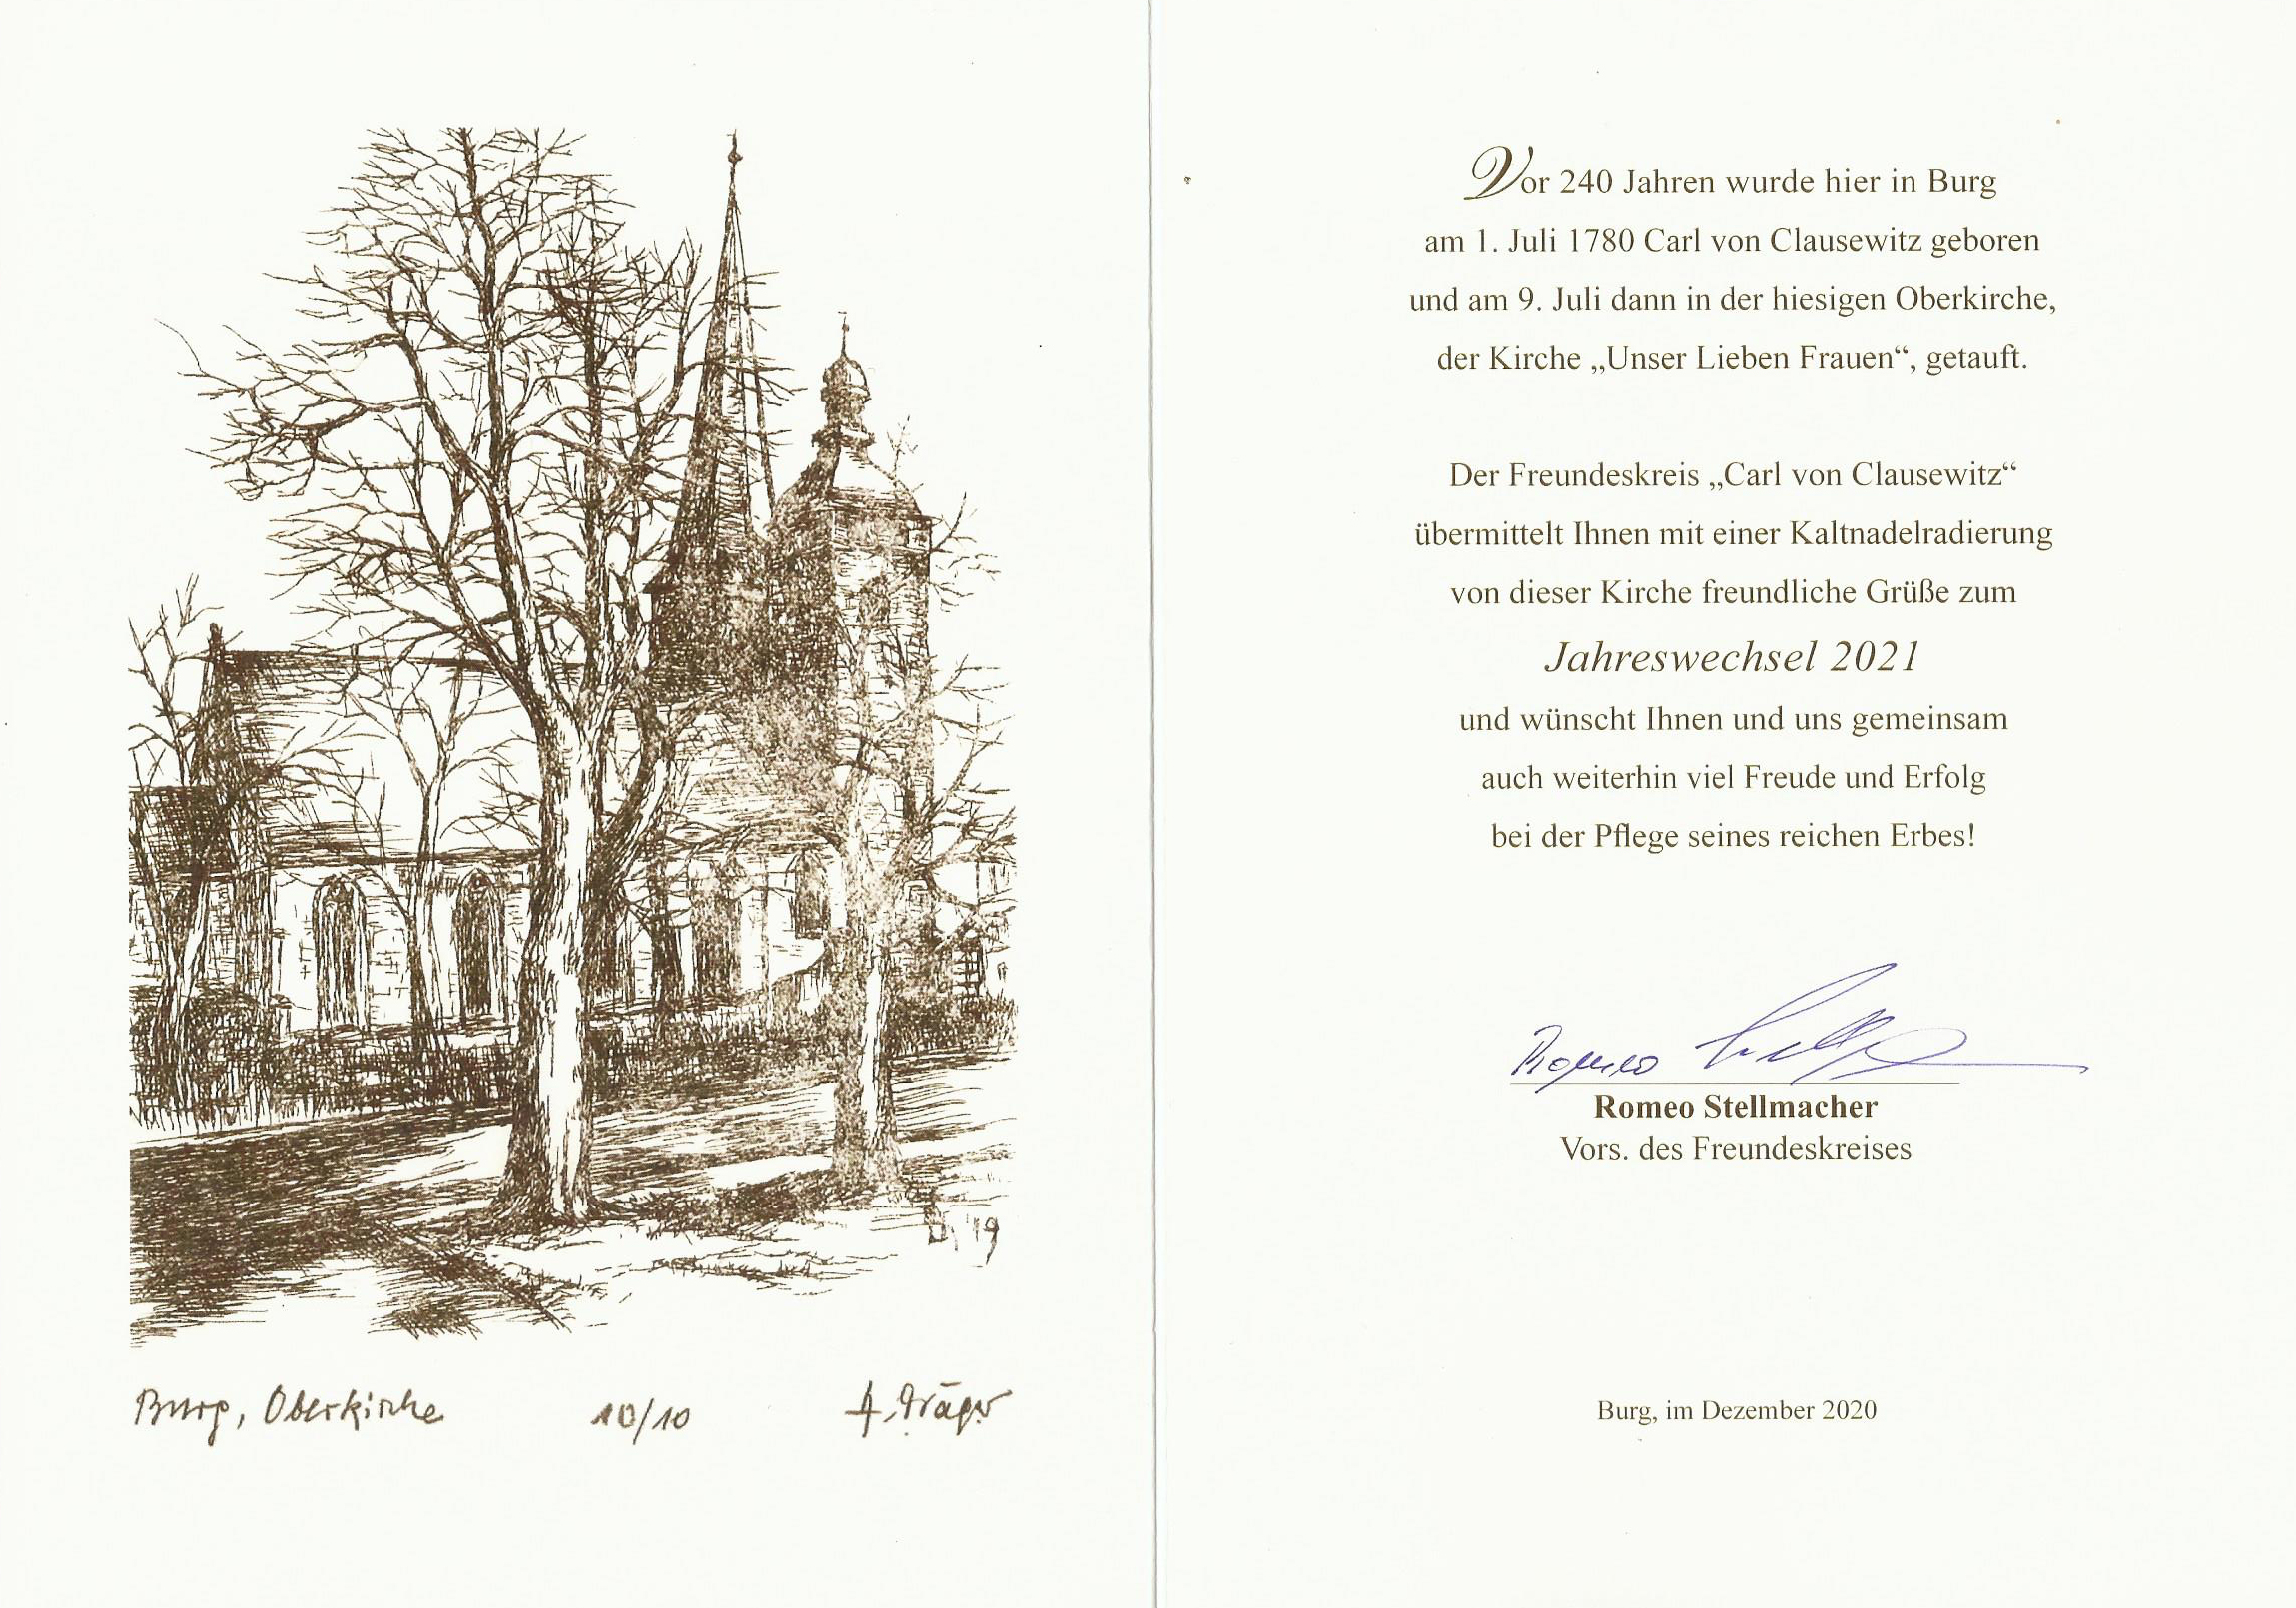 '19
Burg, Oberkirche 10/10 A. Dräger
Vor 240 Jahren wurde hier in Burg
am 1. Juli 1780 Carl von Clausewitz geboren
und am 9. Juli dann in der hiesigen Oberkirche,
der Kirche „Unser Lieben Frauen“, getauft.
Der Freundeskreis „Carl von Clausewitz“
übermittelt Ihnen mit einer Kaltnadelradierung
von dieser Kirche freundliche Grüße zum
Jahreswechsel 2021
und wünscht Ihnen und uns gemeinsam
auch weiterhin viel Freude und Erfolg
bei der Pflege seines reichen Erbes!
Romeo
Romeo Stellmacher
Vors. des Freundeskreises
Burg, im Dezember 2020